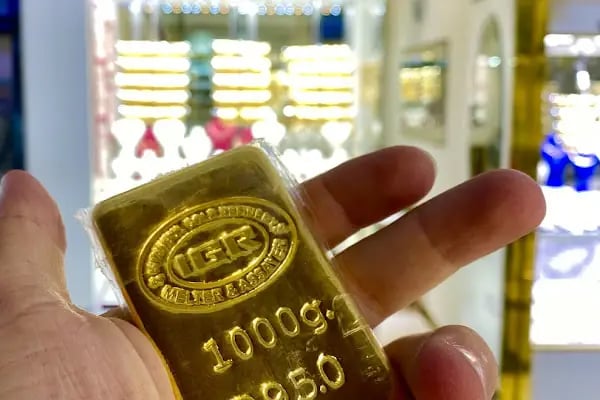 IGR
MELTER & ASSAYER
1000g.
995.0